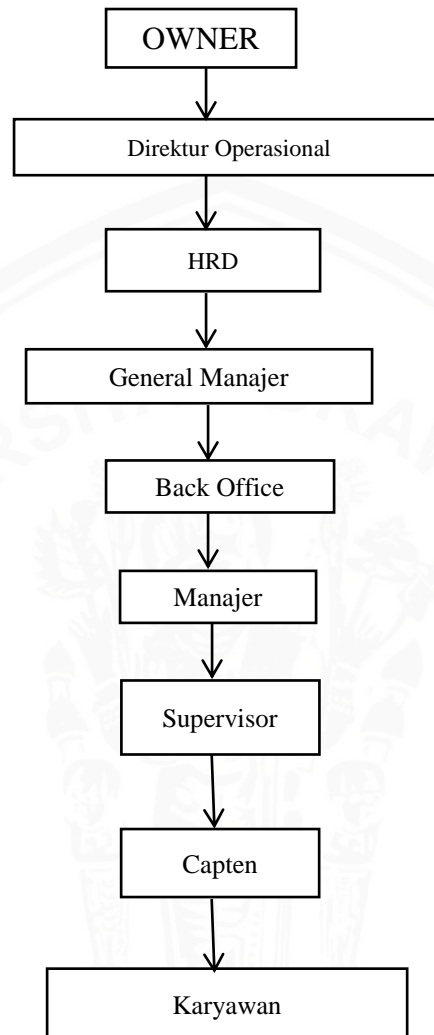 OWNER
Direktur Operasional
HRD
General Manajer
Back Office
Manajer
Supervisor
Capten
Karyawan